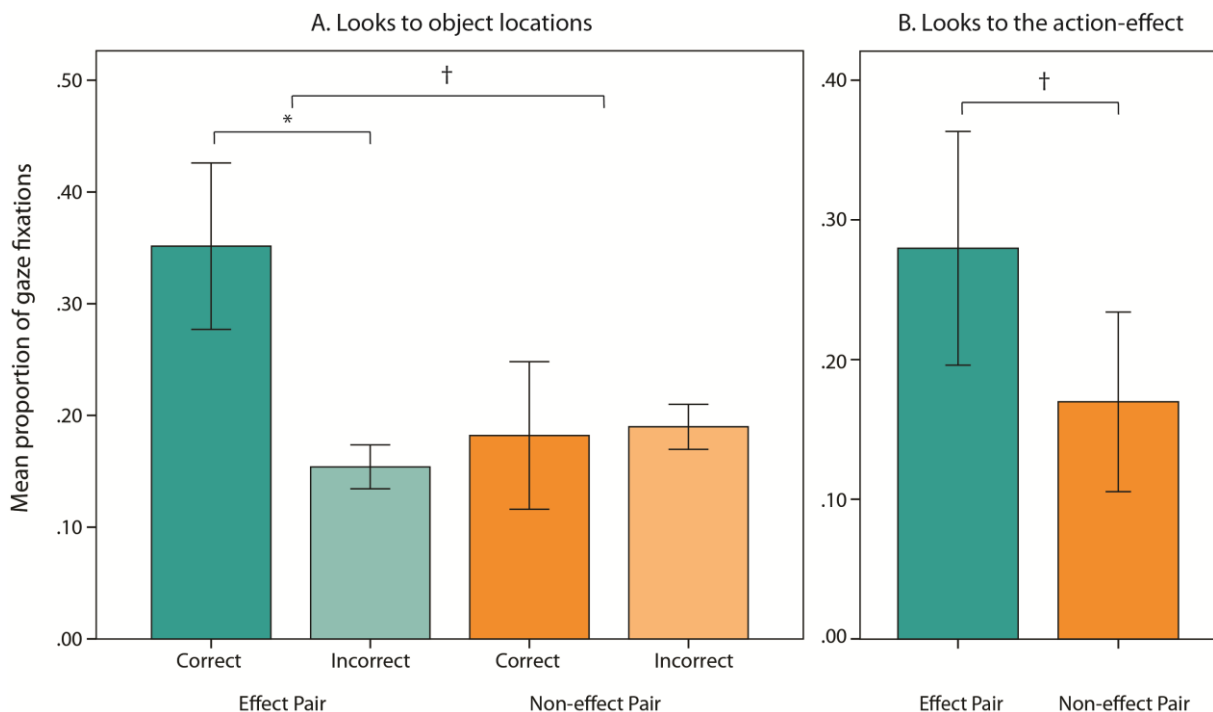 A. Looks to object locations
Mean proportion of gaze fixations
.50
.40
.30
.20
.10
.00
†
*
Correct Incorrect Correct Incorrect
Effect Pair Non-effect Pair
B. Looks to the action-effect
.40
.30
.20
.10
.00
†
Effect Pair Non-effect Pair